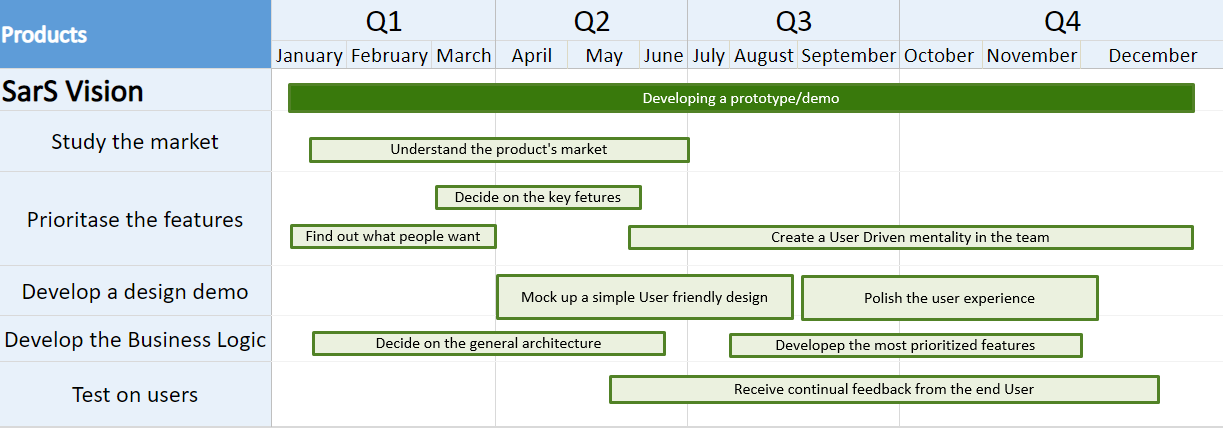 Products
Q1 Q2 Q3 Q4
January February March April May June July August September October November December
SarS Vision
Developing a prototype/demo
Study the market
Understand the product's market
Prioritase the features
Decide on the key fetures
Find out what people want
Create a User Driven mentality in the team
Develop a design demo
Mock up a simple User friendly design
Polish the user experience
Develop the Business Logic
Decide on the general architecture
Developep the most prioritized features
Test on users
Receive continual feedback from the end User